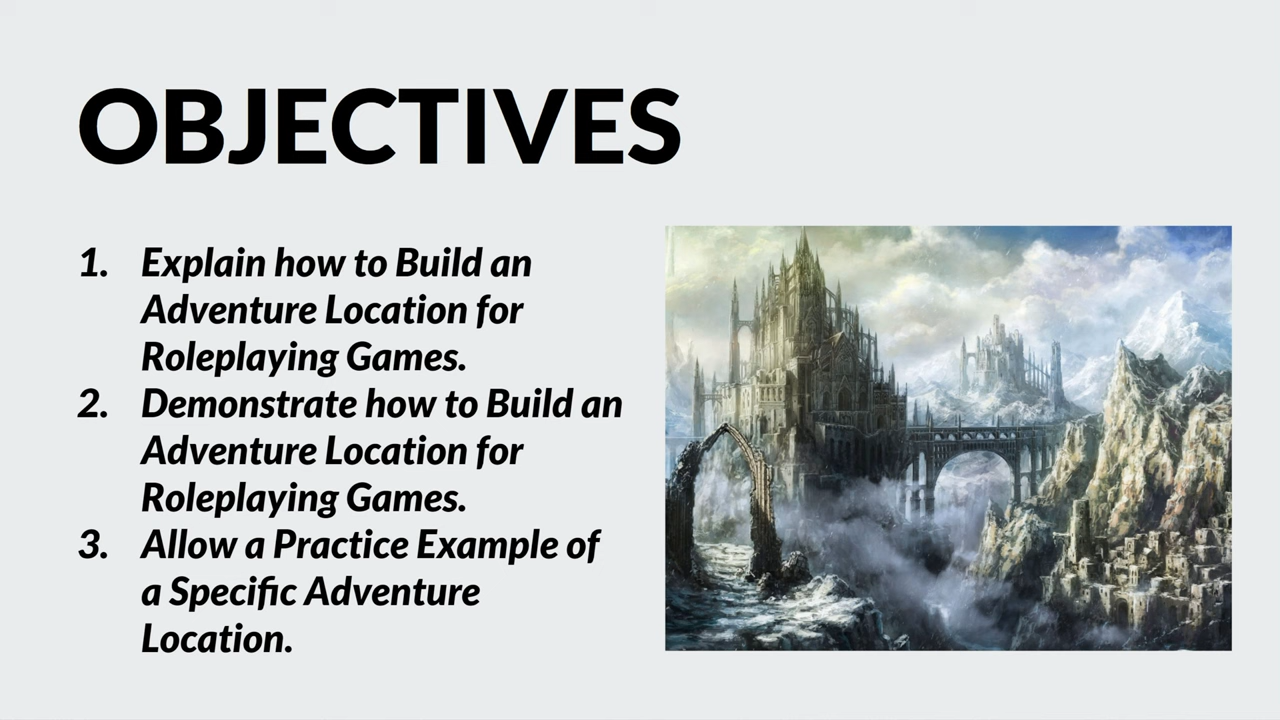 OBJECTIVES
1. Explain how to Build an
Adventure Location for
Roleplaying Games.
2. Demonstrate how to Build an
Adventure Location for
Roleplaying Games.
3. Allow a Practice Example of
a Specific Adventure
Location.